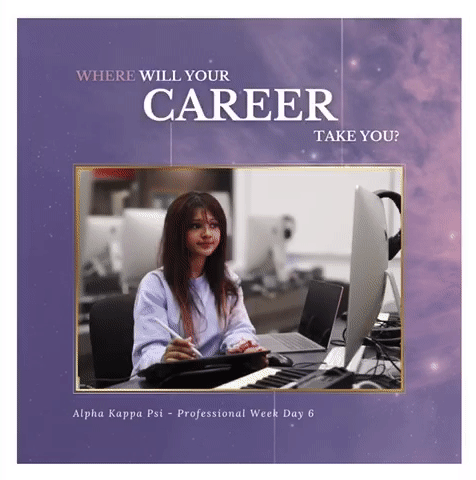 WHERE WILL YOUR
CAREER
TAKE YOU?
Alpha Kappa Psi - Professional Week Day 6